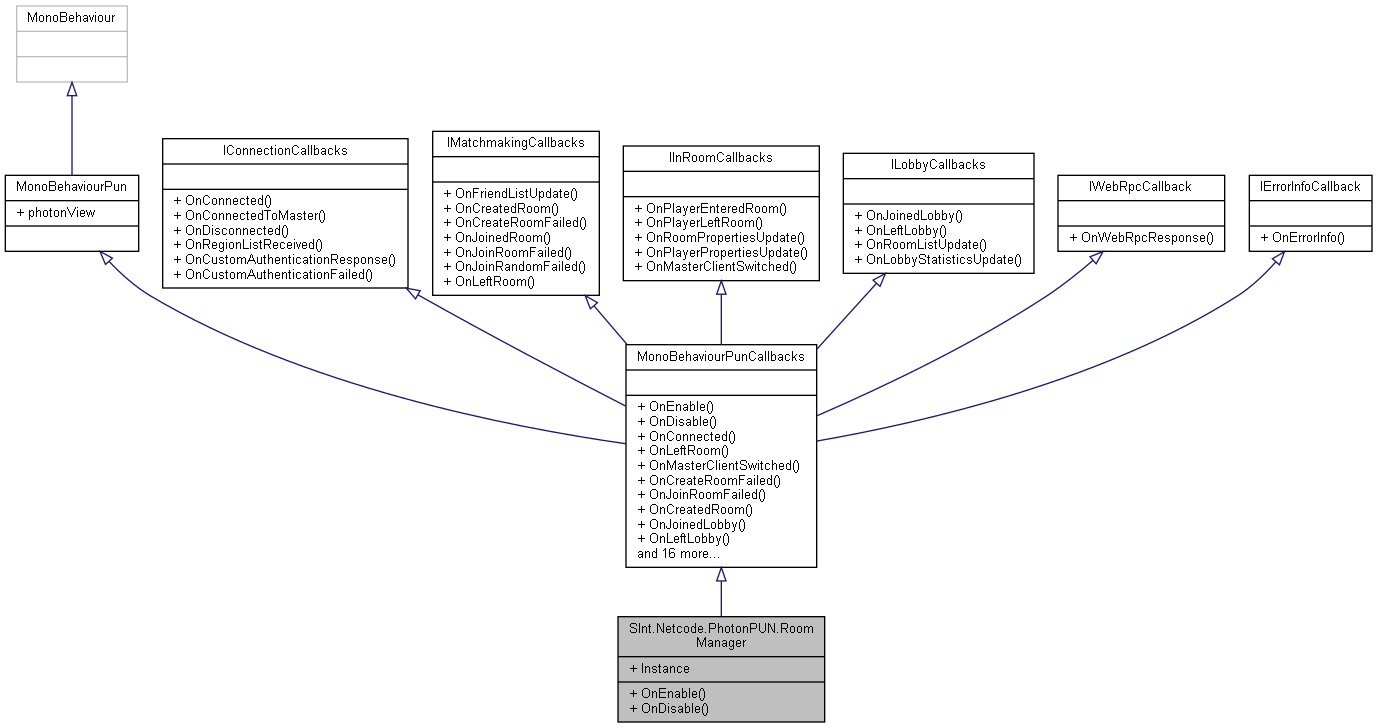 MonoBehaviour
MonoBehaviourPun
+ photonView
IConnectionCallbacks
+ OnConnected()
+ OnConnectedToMaster()
+ OnDisconnected()
+ OnRegionListReceived()
+ OnCustomAuthenticationResponse()
+ OnCustomAuthenticationFailed()
IMatchmakingCallbacks
+ OnFriendListUpdate()
+ OnCreatedRoom()
+ OnCreateRoomFailed()
+ OnJoinedRoom()
+ OnJoinRoomFailed()
+ OnJoinRandomFailed()
+ OnLeftRoom()
IInRoomCallbacks
+ OnPlayerEnteredRoom()
+ OnPlayerLeftRoom()
+ OnRoomPropertiesUpdate()
+ OnPlayerPropertiesUpdate()
+ OnMasterClientSwitched()
ILobbyCallbacks
+ OnJoinedLobby()
+ OnLeftLobby()
+ OnRoomListUpdate()
+ OnLobbyStatisticsUpdate()
IWebRpcCallback
+ OnWebRpcResponse()
IErrorInfoCallback
+ OnErrorInfo()
MonoBehaviourPunCallbacks
+ OnEnable()
+ OnDisable()
+ OnConnected()
+ OnLeftRoom()
+ OnMasterClientSwitched()
+ OnCreateRoomFailed()
+ OnJoinRoomFailed()
+ OnCreatedRoom()
+ OnJoinedLobby()
+ OnLeftLobby()
and 16 more...
SInt.Netcode.PhotonPUN.Room
Manager
+ Instance
+ OnEnable()
+ OnDisable()